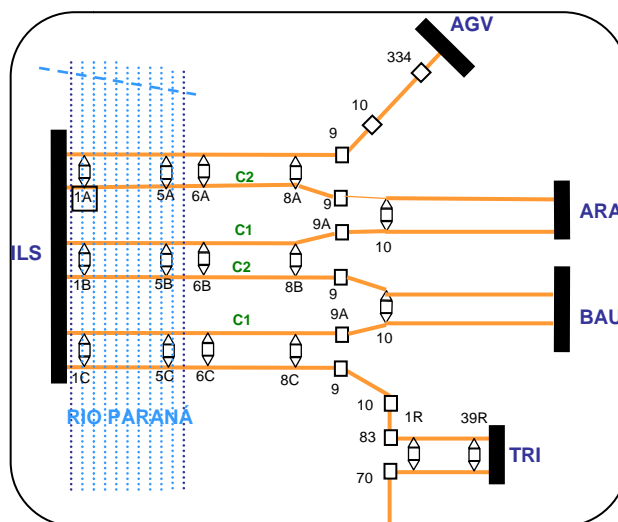 AGV
334
10
9
C2
1A
5A
6A
8A
9
ARA
9A
C1
10
ILS
C2
1B
5B
6B
8B
9
BAU
9A
C1
10
1C
5C
6C
8C
9
RIO PARANÁ
10
1R
39R
83
TRI
70